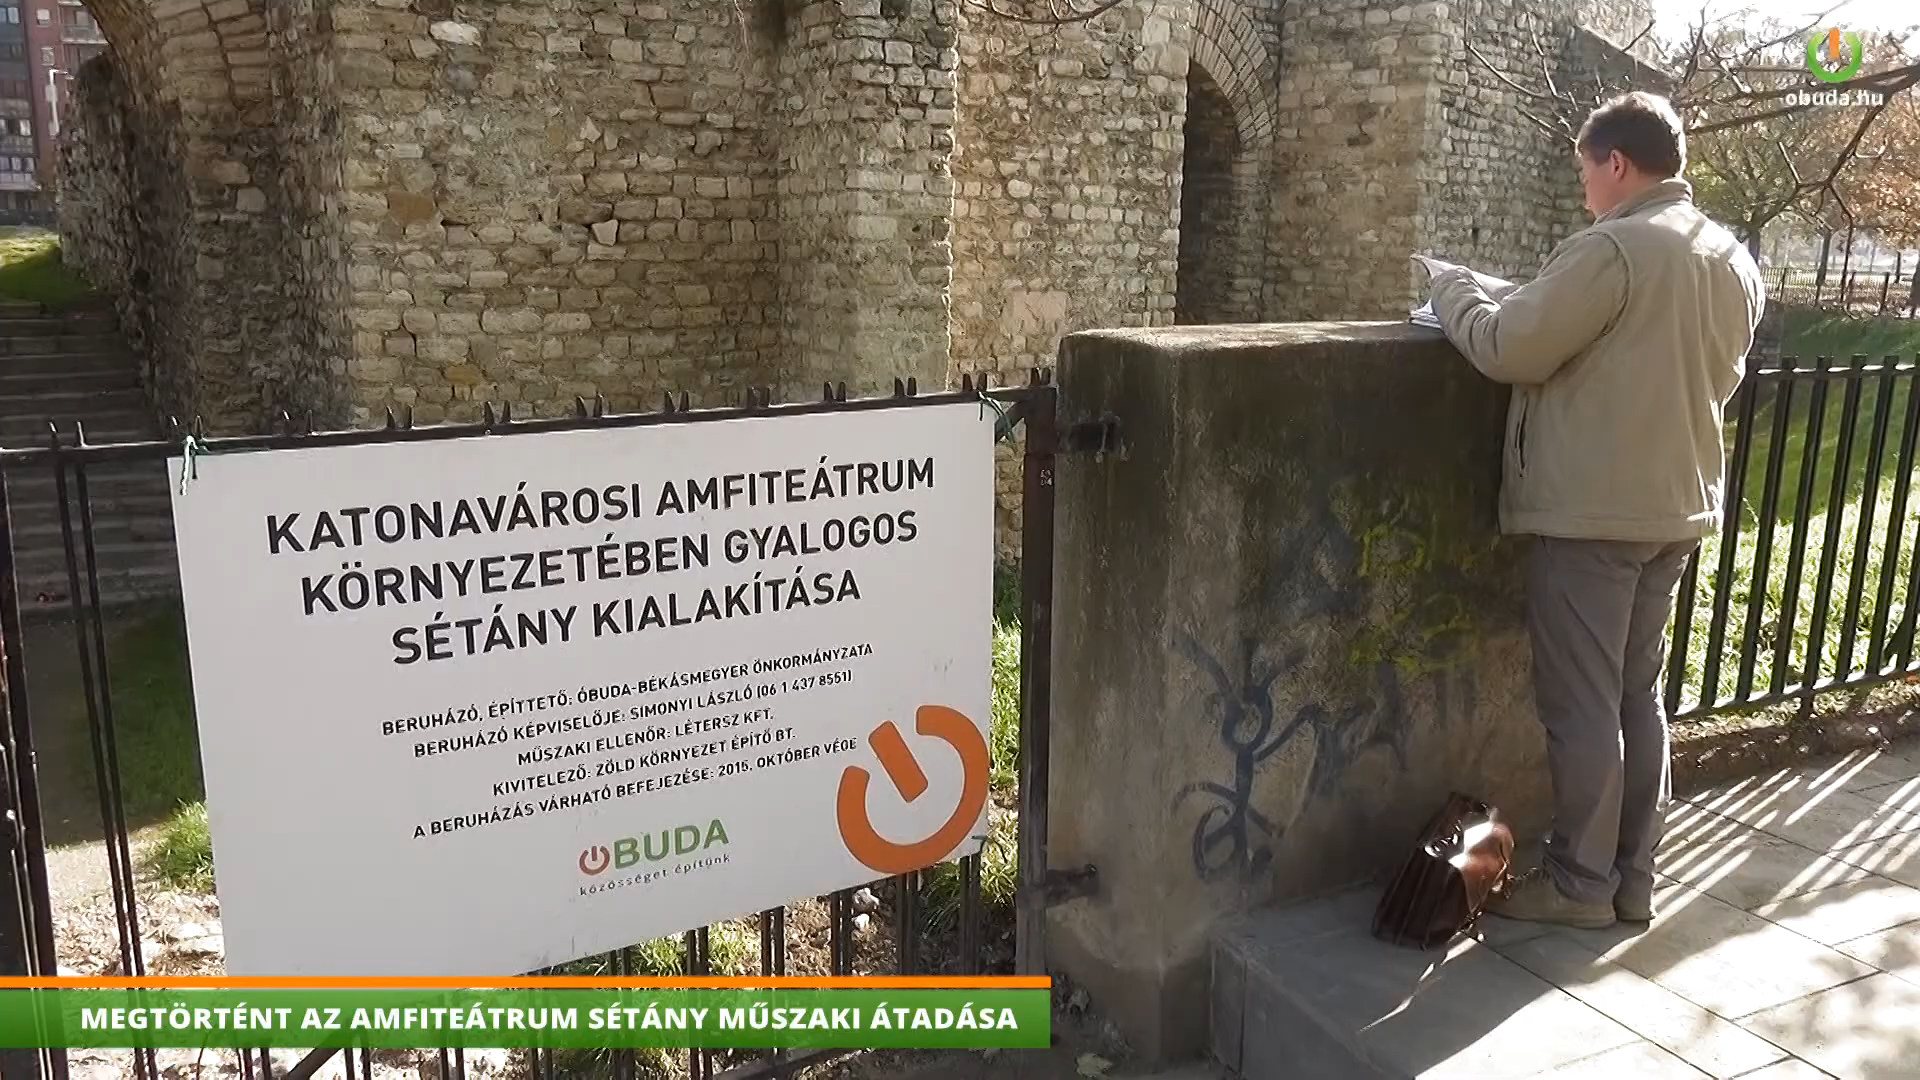 obuda.hu
KATONAVÁROSI AMFITEÁTRUM
KÖRNYEZETÉBEN GYALOGOS
SÉTÁNY KIALAKÍTÁSA
BERUHÁZÓ, ÉPÍTTETŐ: ÓBUDA-BÉKÁSMEGYER ÖNKORMÁNYZATA
BERUHÁZÓ KÉPVISELŐJE: SIMONYI LÁSZLÓ (06 1 437 8551)
MŰSZAKI ELLENŐR: LÉTERSZ KFT.
KIVITELEZŐ: ZÖLD KÖRNYEZET ÉPÍTŐ BT.
A BERUHÁZÁS VÁRHATÓ BEFEJEZÉSE: 2015. OKTÓBER VÉGE
ÓBUDA
közösséget építünk
MEGTÖRTÉNT AZ AMFITEÁTRUM SÉTÁNY MŰSZAKI ÁTADÁSA